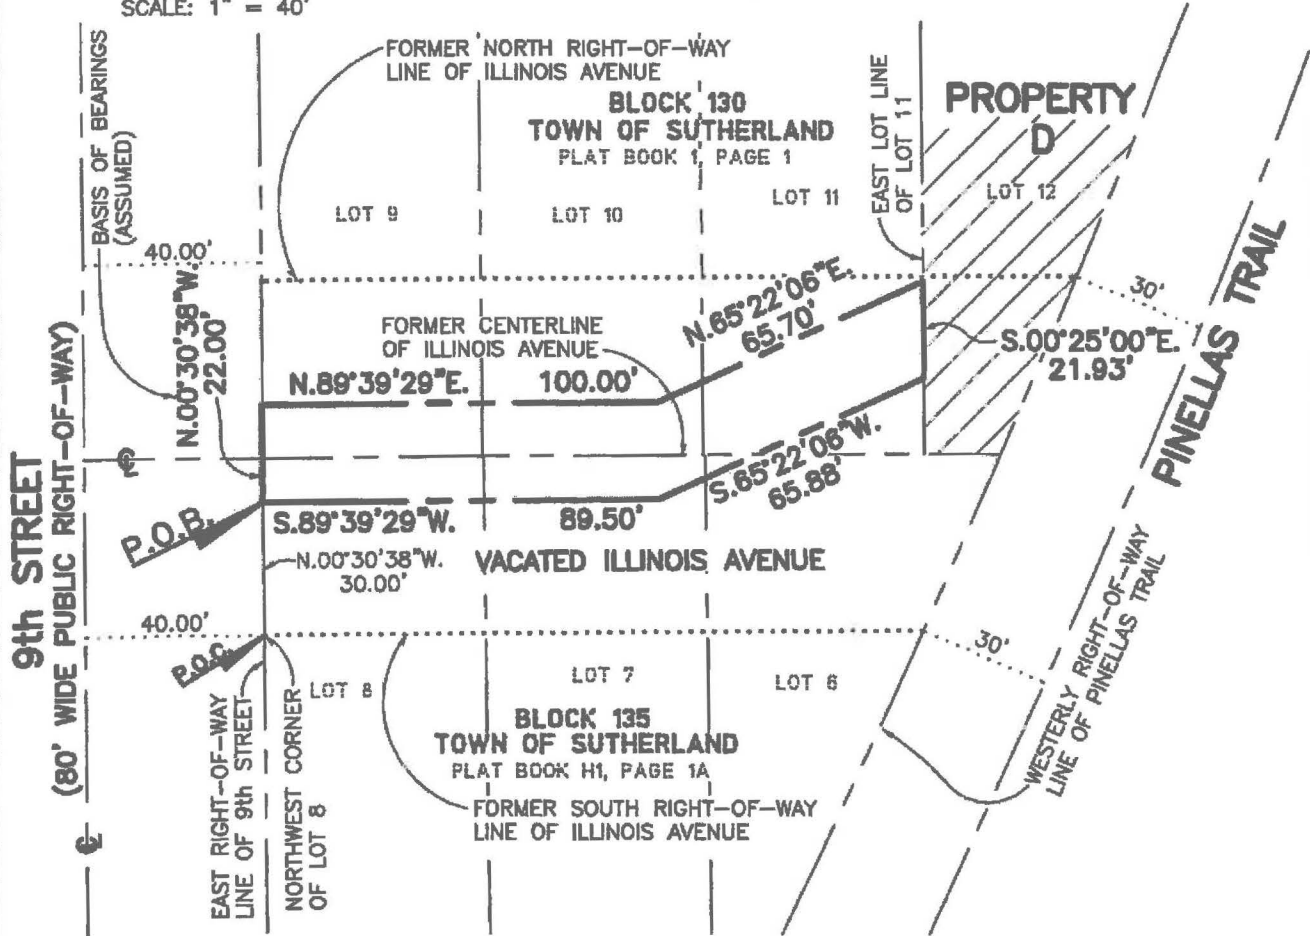 SCALE: 1" = 40'
FORMER NORTH RIGHT-OF-WAY
LINE OF ILLINOIS AVENUE
BLOCK 130
TOWN OF SUTHERLAND
PLAT BOOK 1, PAGE 1
BASIS OF BEARINGS
(ASSUMED)
EAST LOT LINE
OF LOT 11
PROPERTY
D
LOT 9
LOT 10
LOT 11
LOT 12
40.00'
N.00°30'38"W.
22.00'
30'
PINELLAS TRAIL
FORMER CENTERLINE
OF ILLINOIS AVENUE
N.65°22'06"E.
65.70'
S.00°25'00"E.
21.93'
N.89°39'29"E.
100.00'
9th STREET
(80' WIDE PUBLIC RIGHT-OF-WAY)
℄
S.65°22'06"W.
65.88'
P.O.B.
S.89°39'29"W.
89.50'
N.00°30'38"W.
30.00'
VACATED ILLINOIS AVENUE
40.00'
P.O.C.
30'
WESTERLY RIGHT-OF-WAY
LINE OF PINELLAS TRAIL
LOT 8
LOT 7
LOT 6
BLOCK 135
TOWN OF SUTHERLAND
PLAT BOOK H1, PAGE 1A
FORMER SOUTH RIGHT-OF-WAY
LINE OF ILLINOIS AVENUE
EAST RIGHT-OF-WAY
LINE OF 9th STREET
NORTHWEST CORNER
OF LOT 8
℄